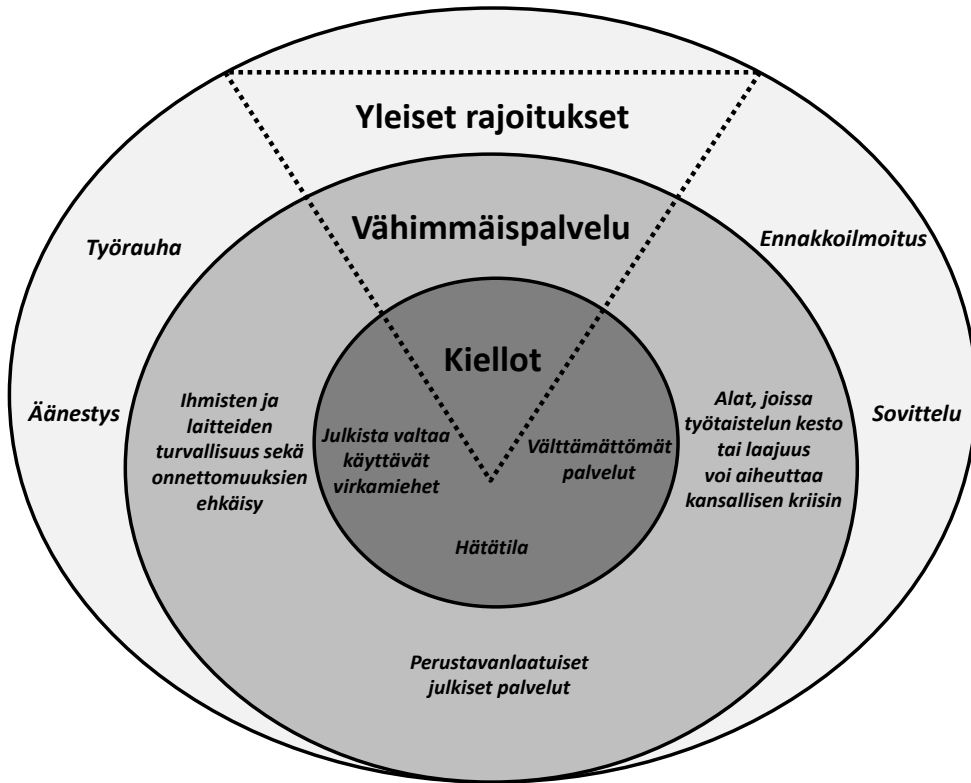 Yleiset rajoitukset
Vähimmäispalvelu
Työrauha
Ennakkoilmoitus
Kiellot
Äänestys
Ihmisten ja
laitteiden
turvallisuus sekä
onnettomuuksien
ehkäisy
Julkista valtaa
käyttävät
virkamiehet
Välttämättömät
palvelut
Alat, joissa
työtaistelun kesto
tai laajuus
voi aiheuttaa
kansallisen kriisin
Sovittelu
Hätätila
Perustavanlaatuiset
julkiset palvelut